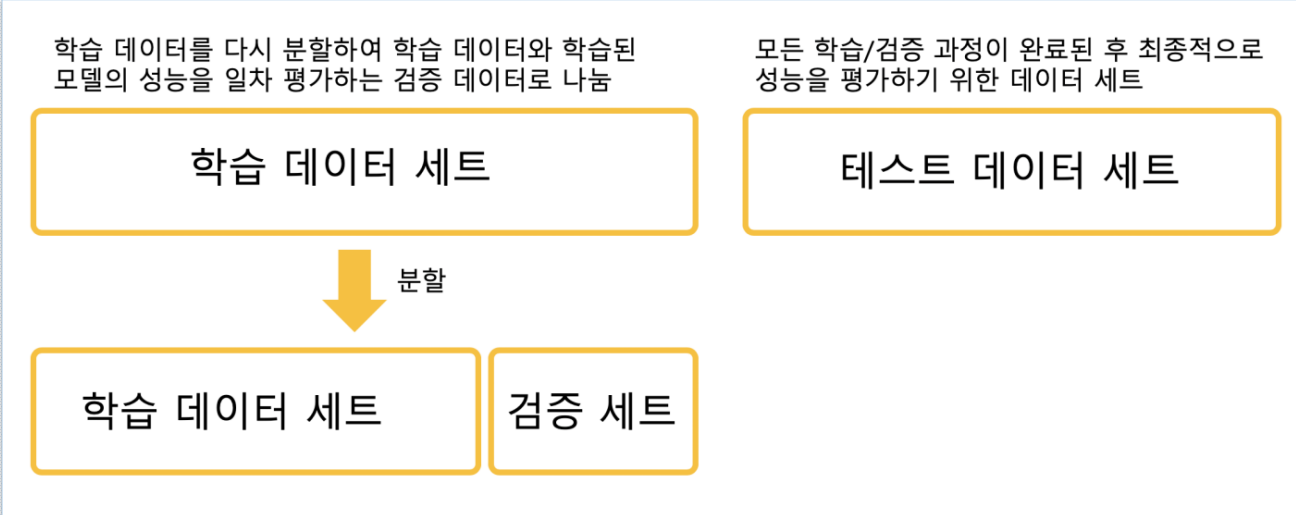 학습 데이터를 다시 분할하여 학습 데이터와 학습된
모델의 성능을 일차 평가하는 검증 데이터로 나눔
학습 데이터 세트
분할
학습 데이터 세트
검증 세트
모든 학습/검증 과정이 완료된 후 최종적으로
성능을 평가하기 위한 데이터 세트
테스트 데이터 세트